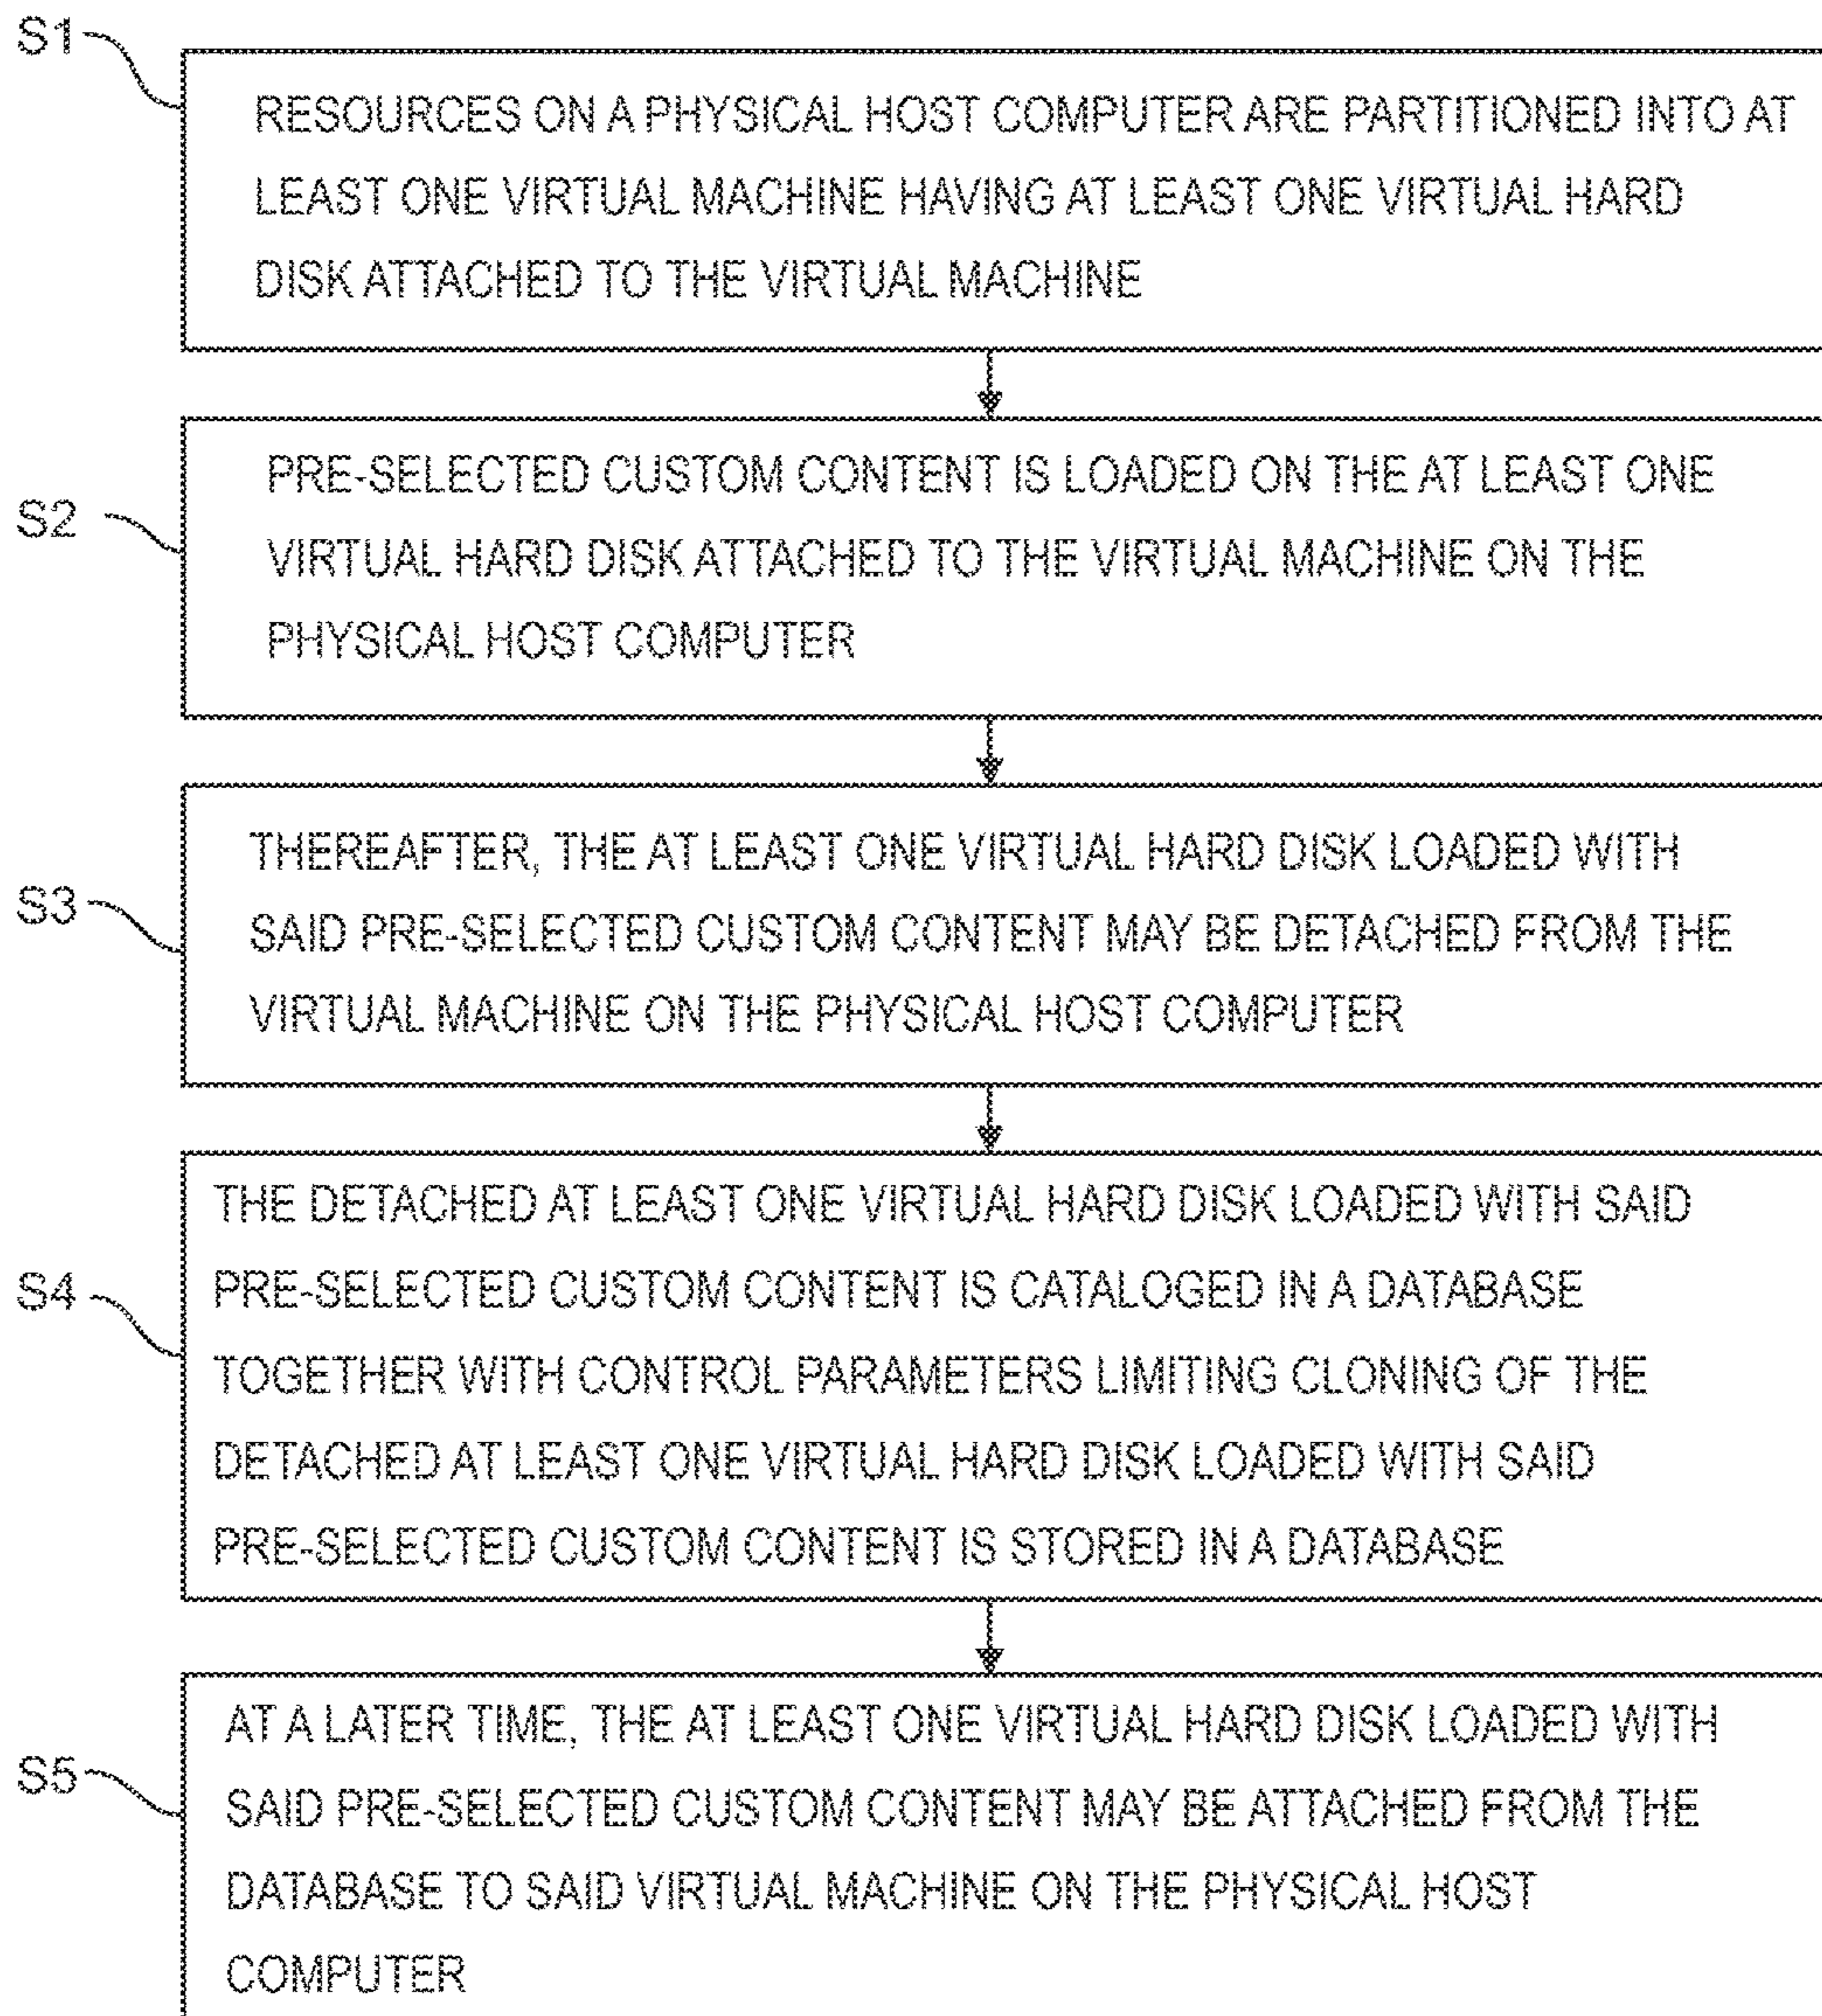 S1
RESOURCES ON A PHYSICAL HOST COMPUTER ARE PARTITIONED INTO AT
LEAST ONE VIRTUAL MACHINE HAVING AT LEAST ONE VIRTUAL HARD
DISK ATTACHED TO THE VIRTUAL MACHINE
S2
PRE-SELECTED CUSTOM CONTENT IS LOADED ON THE AT LEAST ONE
VIRTUAL HARD DISK ATTACHED TO THE VIRTUAL MACHINE ON THE
PHYSICAL HOST COMPUTER
S3
THEREAFTER, THE AT LEAST ONE VIRTUAL HARD DISK LOADED WITH
SAID PRE-SELECTED CUSTOM CONTENT MAY BE DETACHED FROM THE
VIRTUAL MACHINE ON THE PHYSICAL HOST COMPUTER
S4
THE DETACHED AT LEAST ONE VIRTUAL HARD DISK LOADED WITH SAID
PRE-SELECTED CUSTOM CONTENT IS CATALOGED IN A DATABASE
TOGETHER WITH CONTROL PARAMETERS LIMITING CLONING OF THE
DETACHED AT LEAST ONE VIRTUAL HARD DISK LOADED WITH SAID
PRE-SELECTED CUSTOM CONTENT IS STORED IN A DATABASE
S5
AT A LATER TIME, THE AT LEAST ONE VIRTUAL HARD DISK LOADED WITH
SAID PRE-SELECTED CUSTOM CONTENT MAY BE ATTACHED FROM THE
DATABASE TO SAID VIRTUAL MACHINE ON THE PHYSICAL HOST
COMPUTER